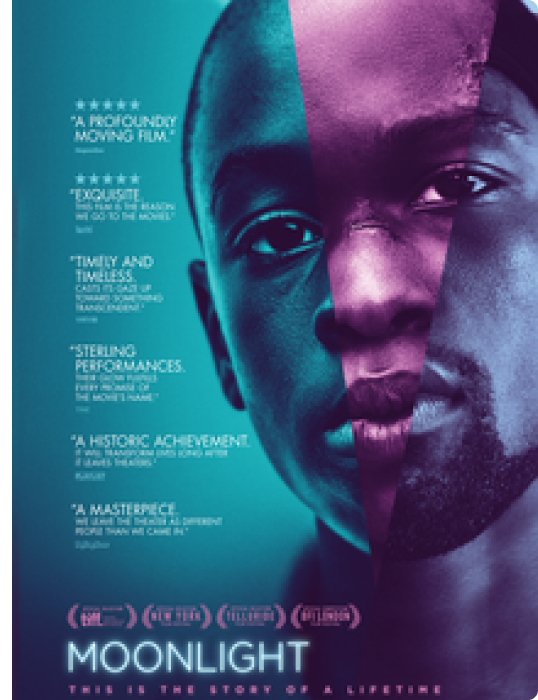 ★★★★★
"A PROFOUNDLY
MOVING FILM."
★★★★★
"EXQUISITE.
THIS FILM IS THE REASON
WE GO TO THE MOVIES."
"TIMELY AND
TIMELESS.
CASTS ITS GAZE UP
TOWARD SOMETHING
TRANSCENDENT."
"STERLING
PERFORMANCES.
THEIR GLOW FULFILLS
EVERY PROMISE OF
THE MOVIE'S NAME."
"A HISTORIC ACHIEVEMENT.
IT WILL TRANSFORM LIVES LONG AFTER
IT LEAVES THEATERS."
"A MASTERPIECE.
WE LEAVE THE THEATER AS DIFFERENT
PEOPLE THAN WE CAME IN."
tiff. NEW YORK TELLURIDE BFI LONDON
MOONLIGHT
THIS IS THE STORY OF A LIFETIME